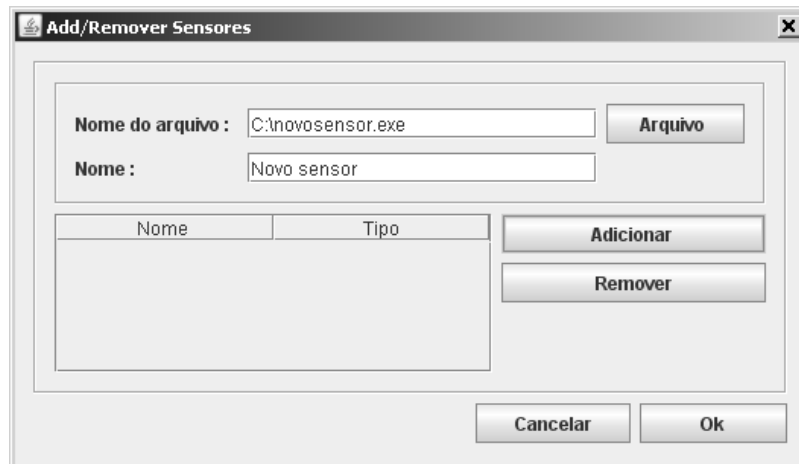 Add/Remover Sensores
Nome do arquivo : C:\novosensor.exe Arquivo
Nome : Novo sensor
Nome Tipo Adicionar
Remover
Cancelar Ok